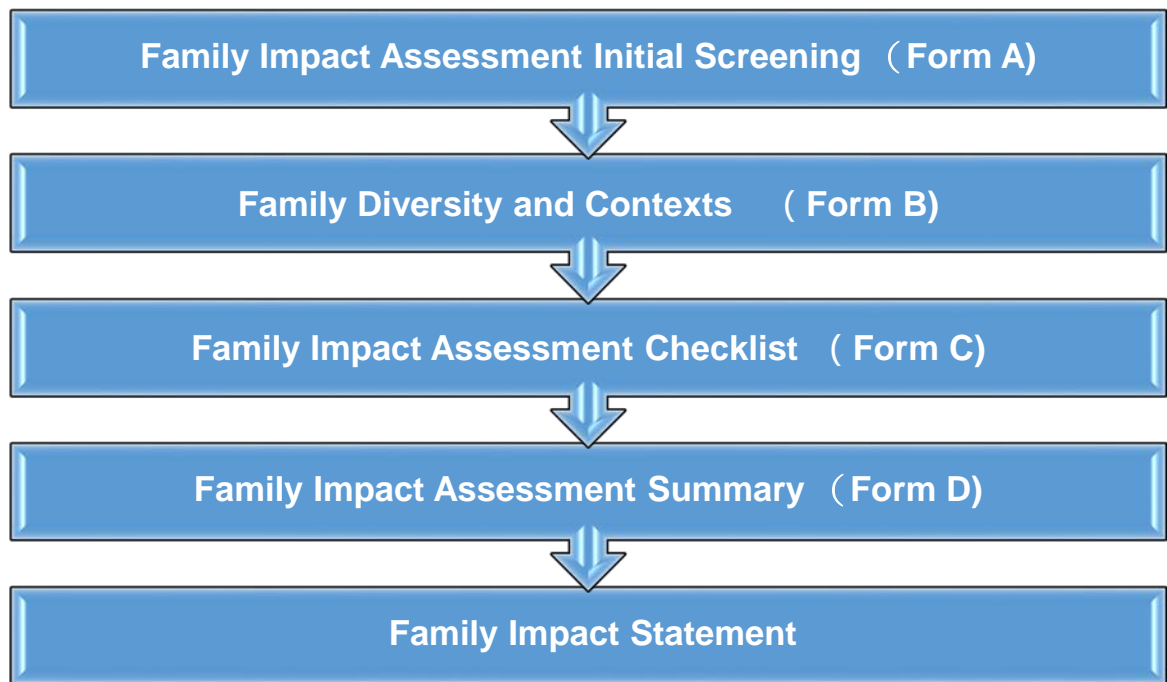 Family Impact Assessment Initial Screening （Form A)
Family Diversity and Contexts （ Form B)
Family Impact Assessment Checklist （ Form C)
Family Impact Assessment Summary （Form D)
Family Impact Statement